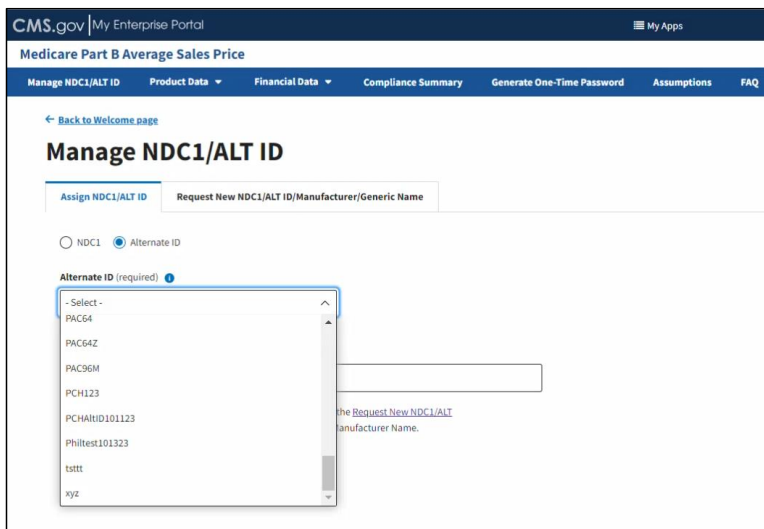 CMS.gov My Enterprise Portal
My Apps
Medicare Part B Average Sales Price
Manage NDC1/ALT ID Product Data Financial Data Compliance Summary Generate One-Time Password Assumptions FAQ
Back to Welcome page
Manage NDC1/ALT ID
Assign NDC1/ALT ID Request New NDC1/ALT ID/Manufacturer/Generic Name
NDC1 Alternate ID
Alternate ID (required)
- Select -
PAC64
PAC64Z
PAC96M
PCH123
PCHAltID101123
the Request New NDC1/ALT
Philtest101323
Manufacturer Name.
tsttt
xyz